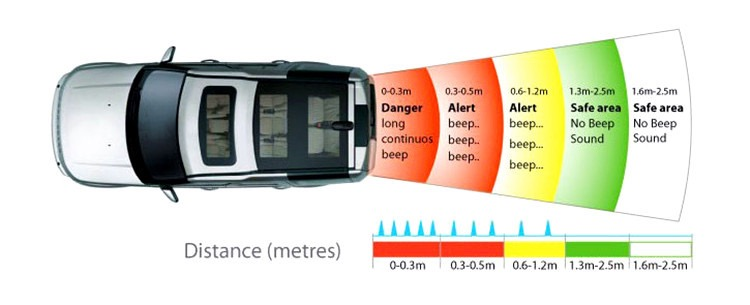 0-0.3m
Danger
long
continuos
beep
0.3-0.5m
Alert
beep..
beep..
beep..
0.6-1.2m
Alert
beep...
beep...
beep...
1.3m-2.5m
Safe area
No Beep
Sound
1.6m-2.5m
Safe area
No Beep
Sound
Distance (metres)
0-0.3m
0.3-0.5m
0.6-1.2m
1.3m-2.5m
1.6m-2.5m